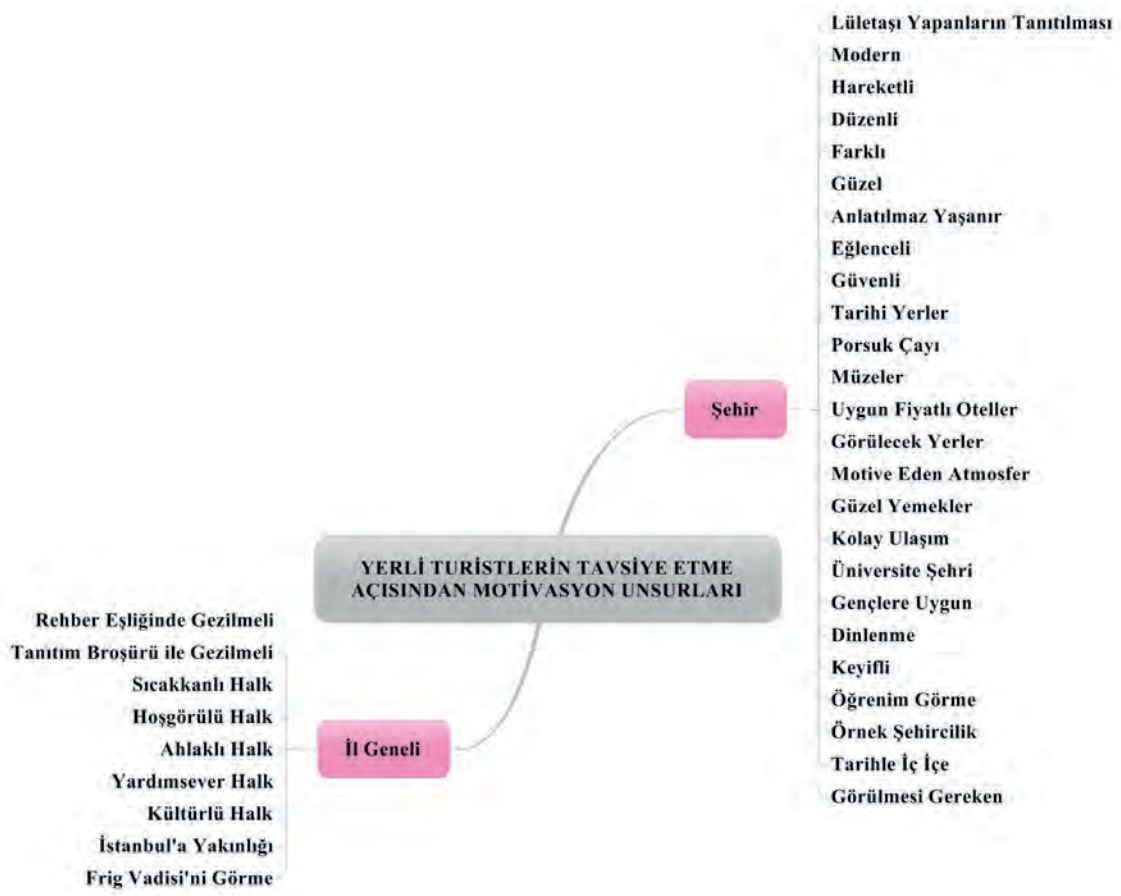 Lületaşı Yapanların Tanıtılması
Modern
Hareketli
Düzenli
Farklı
Güzel
Anlatılmaz Yaşanır
Eğlenceli
Güvenli
Tarihi Yerler
Porsuk Çayı
Müzeler
Uygun Fiyatlı Oteller
Görülecek Yerler
Motive Eden Atmosfer
Güzel Yemekler
Kolay Ulaşım
Üniversite Şehri
Gençlere Uygun
Dinlenme
Keyifli
Öğrenim Görme
Örnek Şehircilik
Tarihle İç İçe
Görülmesi Gereken
Şehir
YERLİ TURİSTLERİN TAVSİYE ETME
AÇISINDAN MOTİVASYON UNSURLARI
İl Geneli
Rehber Eşliğinde Gezilmeli
Tanıtım Broşürü ile Gezilmeli
Sıcakkanlı Halk
Hoşgörülü Halk
Ahlaklı Halk
Yardımsever Halk
Kültürlü Halk
İstanbul'a Yakınlığı
Frig Vadisi'ni Görme